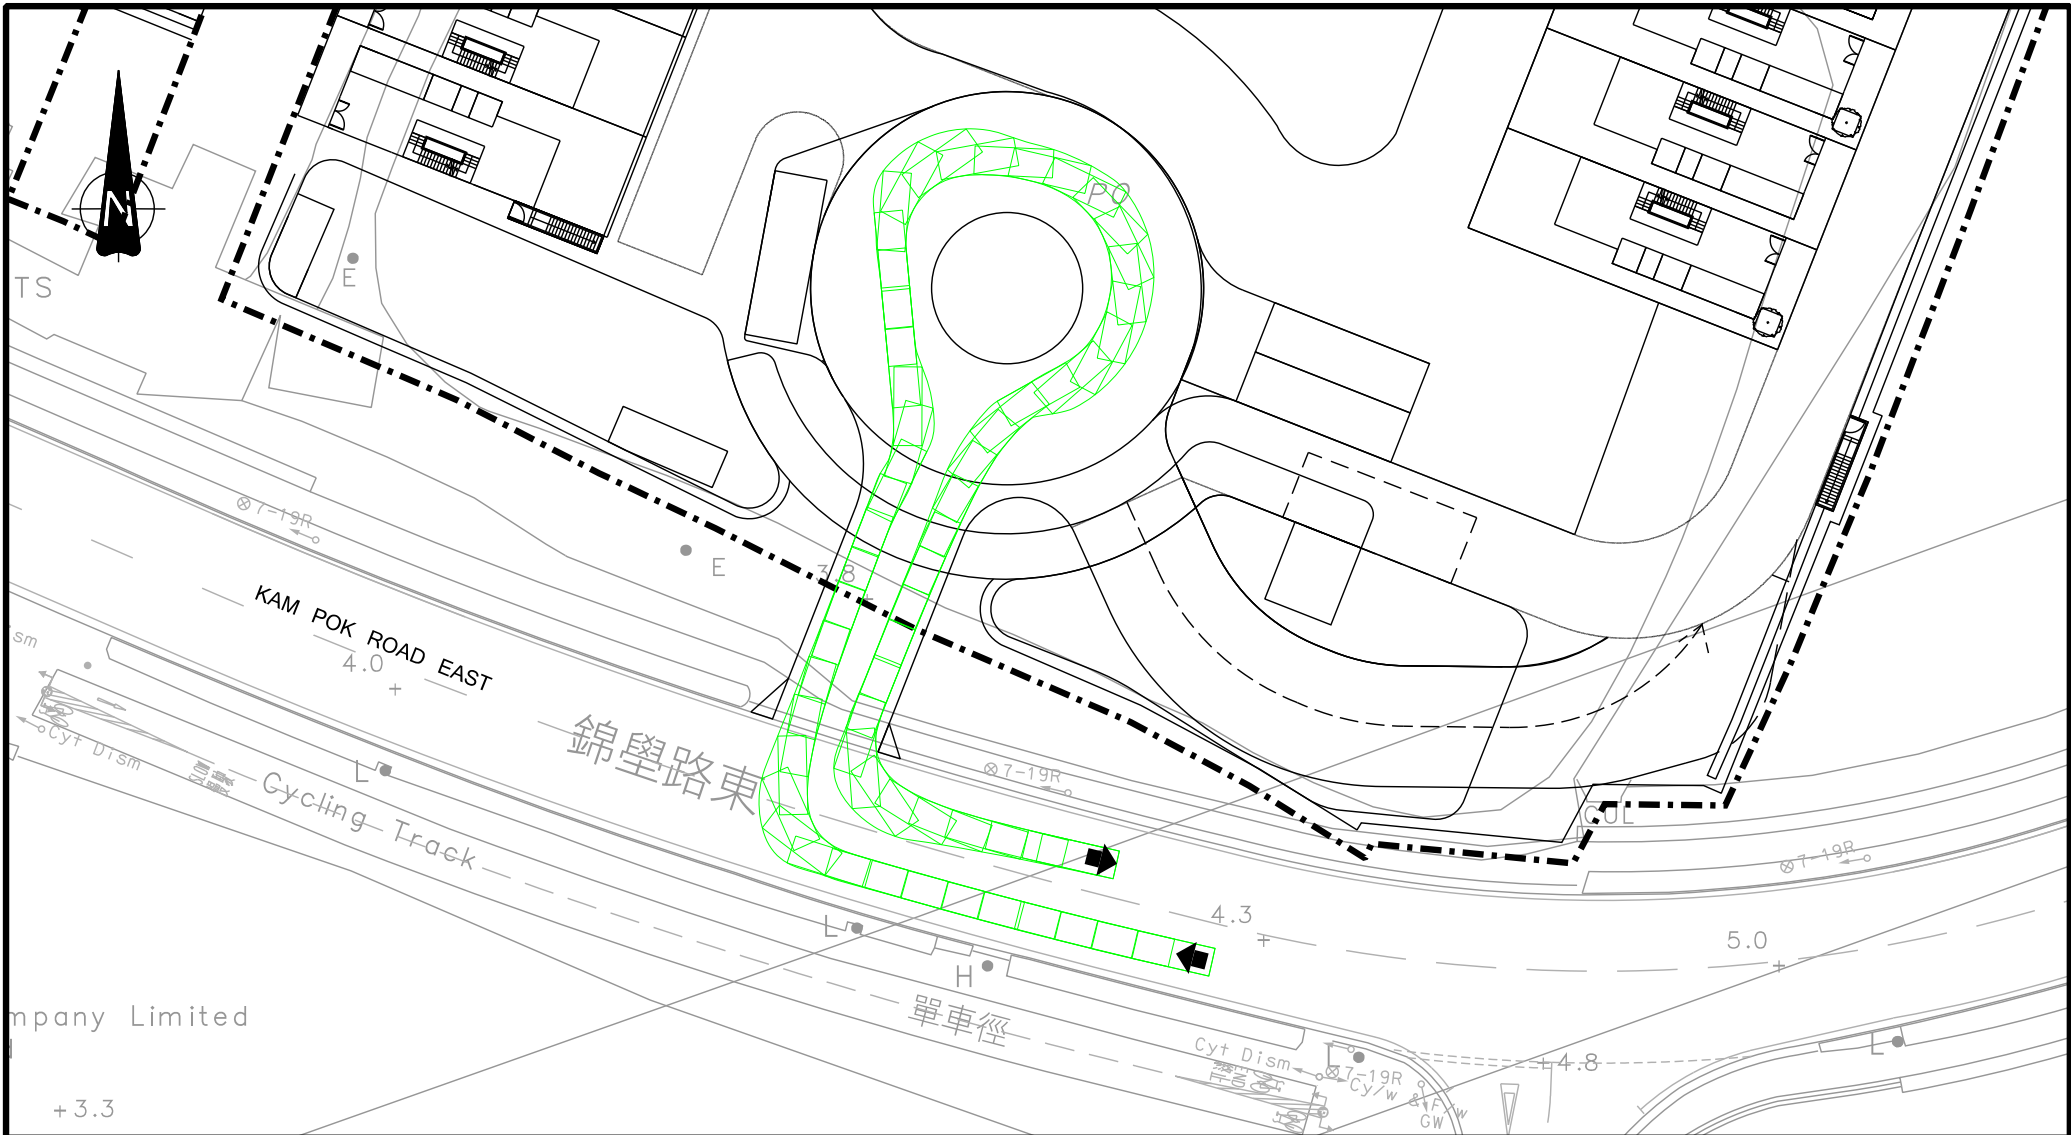 PO
N
E
TS
7-19R
E
3.8
KAM POK ROAD EAST
4.0
ism
Cyt Dism
錦壆路東
7-19R
L
Cycling Track
CUL
7-19R
L
4.3
5.0
H
單車徑
mpany Limited
Cyt Dism
L
7-19R
+4.8
L
Cy/w & F/w
GW
+3.3